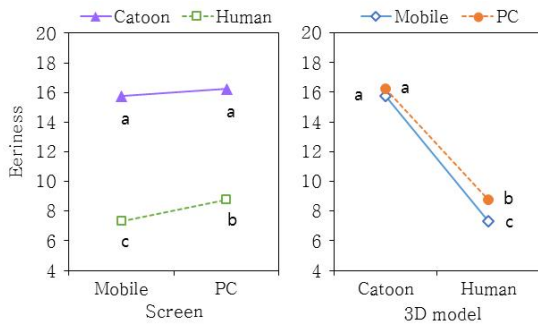 Catoon Human
Mobile PC
Eeriness
20
18
16
14
12
10
8
6
4
a
a
c
b
Mobile PC
Screen
20
18
16
14
12
10
8
6
4
a
a
b
c
Catoon Human
3D model